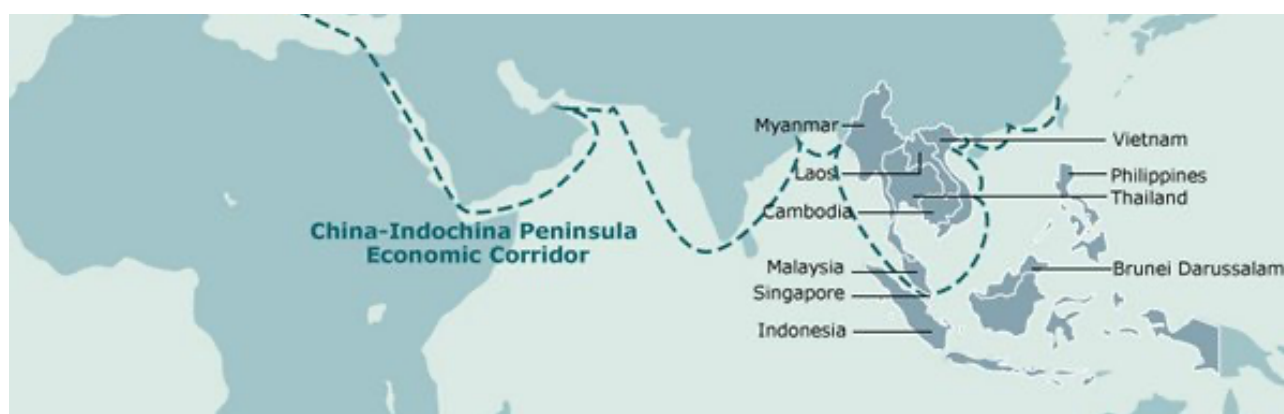 Myanmar
Vietnam
Laos
Philippines
Thailand
Cambodia
China-Indochina Peninsula
Economic Corridor
Malaysia
Brunei Darussalam
Singapore
Indonesia